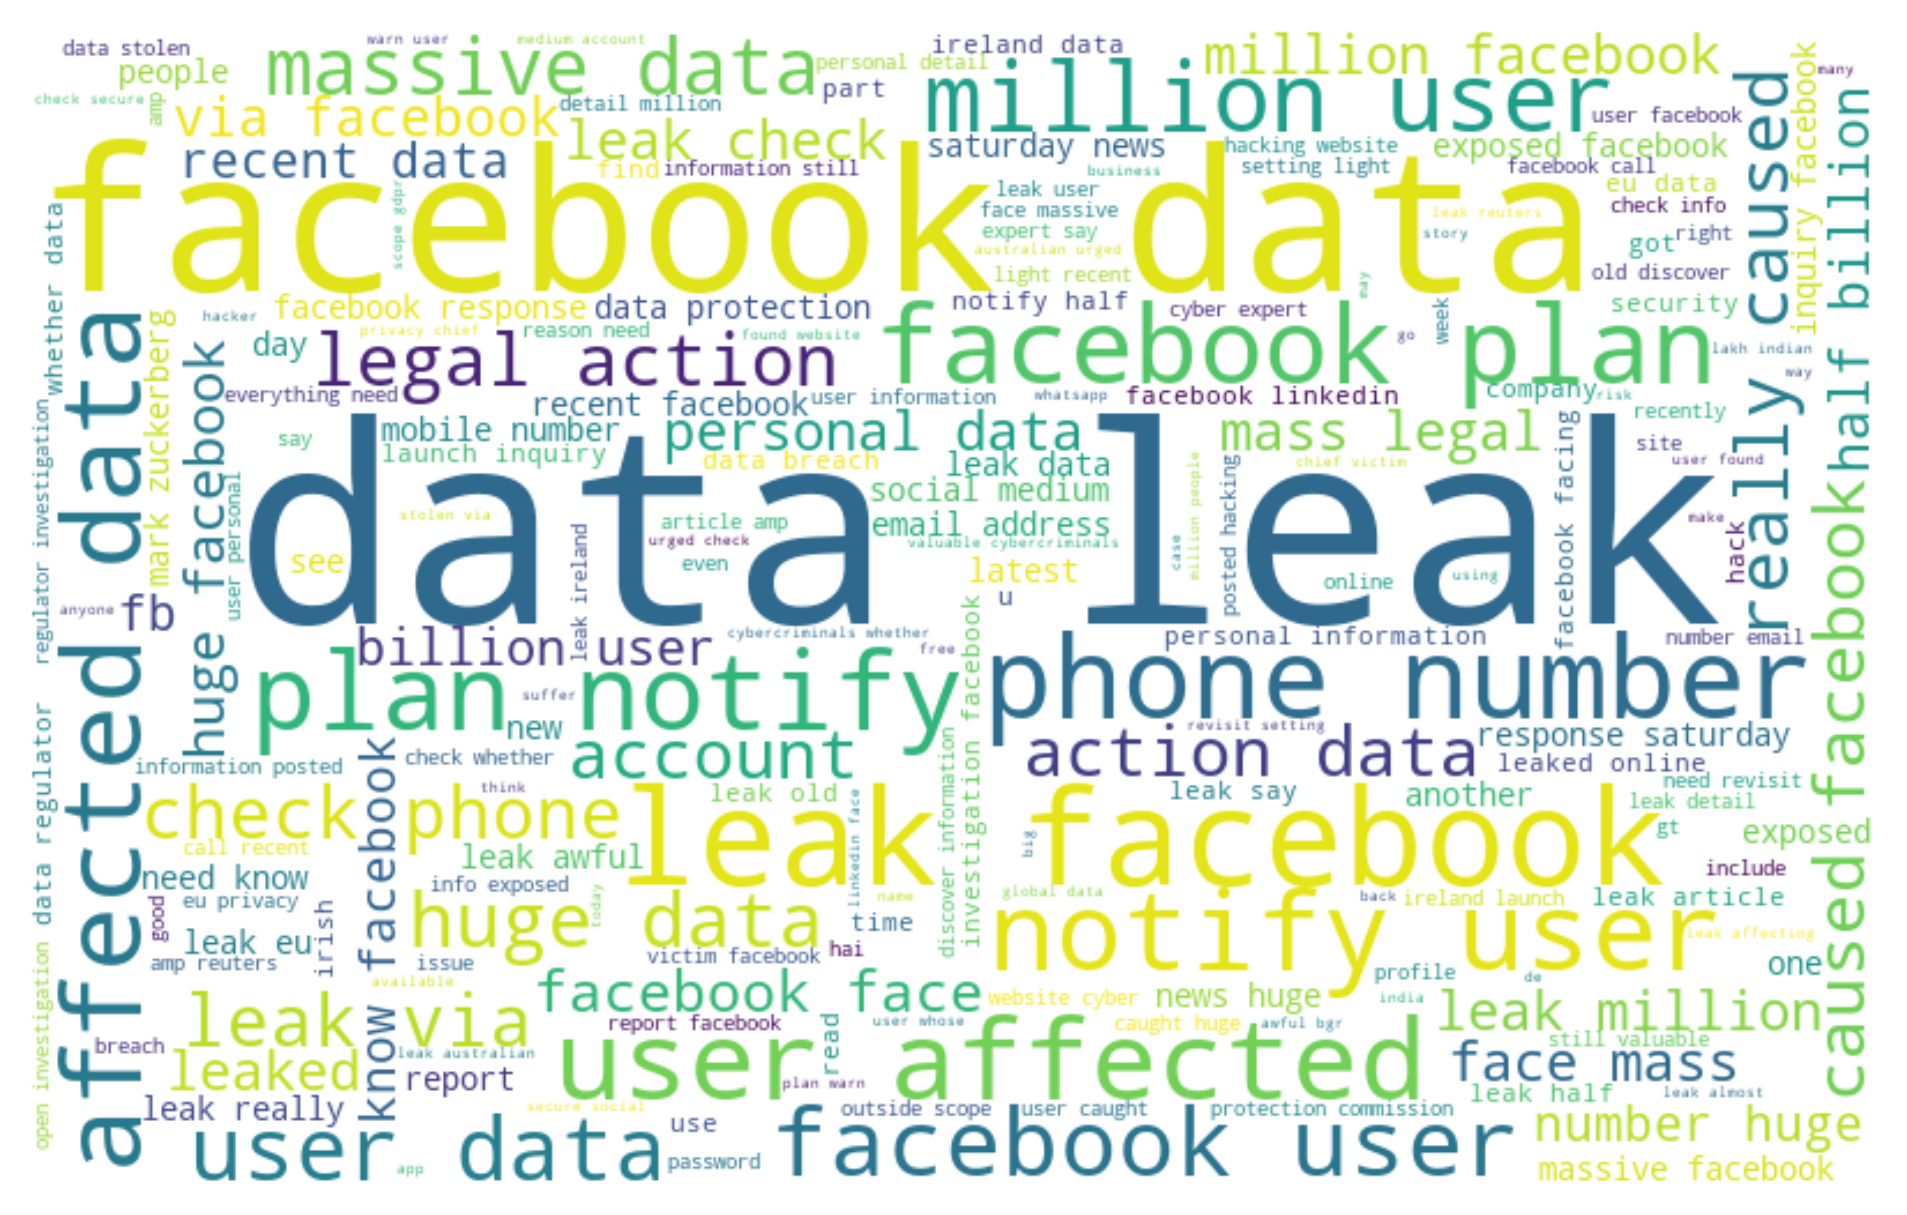 data stolen
warn user
medium account
ireland data
million facebook
people
massive data
personal detail
million user
many
check secure
amp
via facebook
detail million
part
user facebook
recent data
leak check
saturday news
hacking website
exposed facebook
find
information still
business
setting light
facebook call
facebook data
scope gdpr
leak user
face massive
expert say
australian urged
light recent
leak reuters
story
eu data
check info
got
right
old discover
inquiry facebook
really caused
half billion
whether data
affected data
mark zuckerberg
hacker
facebook response
data protection
notify half
cyber expert
may
week
security
day
privacy chief
reason need
found website
legal action
facebook plan
go
lakh indian
everything need
recent facebook
user information
whatsapp
facebook linkedin
company
risk
way
huge facebook
say
mobile number
personal data
mass legal
recently
launch inquiry
data breach
leak data
chief victim
site
user found
data leak
user personal
regulator investigation
stolen via
social medium
article amp
urged check
email address
valuable cybercriminals
million people
case
posted hacking
facebook facing
make
hack
see
leak ireland
even
latest
online
using
anyone
fb
u
billion user
cybercriminals whether
free
personal information
number email
plan notify
suffer
phone number
new
investigation facebook
revisit setting
information posted
check whether
account
action data
response saturday
leaked online
caused facebook
data regulator
know facebook
think
leak old
discover information
leak say
another
need revisit
leak detail
check phone
leak facebook
gt
exposed
call recent
leak awful
linkedin face
big
include
need know
info exposed
name
global data
back
ireland launch
leak article
eu privacy
good
huge data
today
time
notify user
leak affecting
leak eu
irish
amp reuters
issue
victim facebook
hai
profile
de
one
available
facebook face
website cyber
news huge
india
leak million
leak via
report facebook
read
user whose
caught huge
awful bgr
still valuable
breach
leak australian
user affected
face mass
leaked
report
plan warn
leak half
leak almost
open investigation
leak really
secure social
outside scope
user caught
protection commission
number huge
user data
use
facebook user
app
password
massive facebook